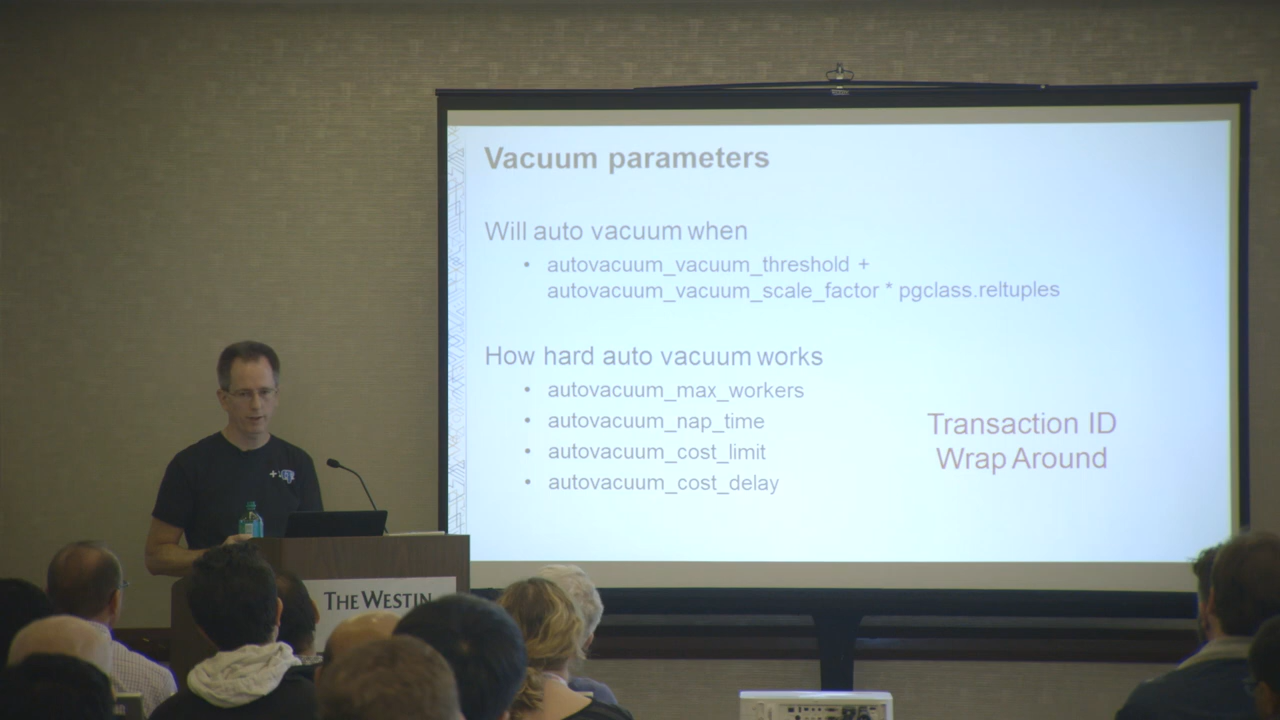 Vacuum parameters
Will auto vacuum when
• autovacuum_vacuum_threshold +
autovacuum_vacuum_scale_factor * pgclass.reltuples
How hard auto vacuum works
• autovacuum_max_workers
• autovacuum_nap_time
• autovacuum_cost_limit
• autovacuum_cost_delay
Transaction ID
Wrap Around
THE WESTIN